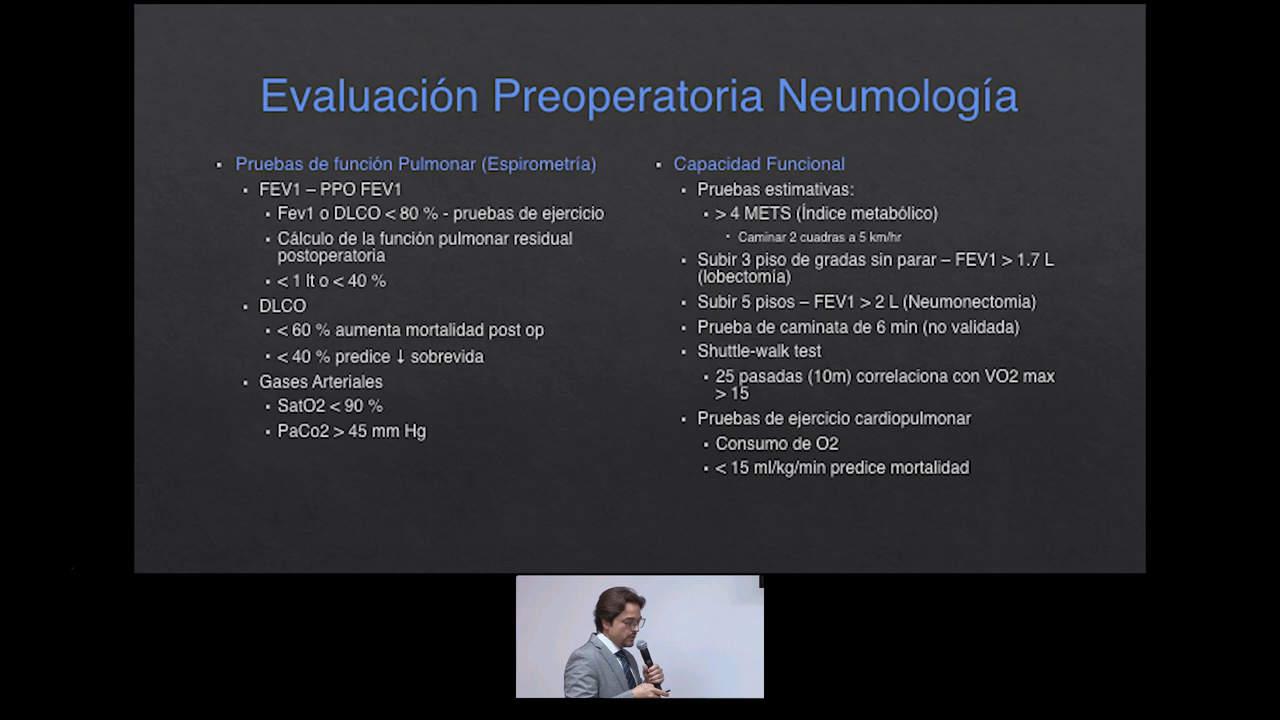 Evaluación Preoperatoria Neumología
Pruebas de función Pulmonar (Espirometría)
FEV1 – PPO FEV1
Fev1 o DLCO < 80 % - pruebas de ejercicio
Cálculo de la función pulmonar residual
postoperatoria
< 1 lt o < 40 %
DLCO
< 60 % aumenta mortalidad post op
< 40 % predice ↓ sobrevida
Gases Arteriales
SatO2 < 90 %
PaCo2 > 45 mm Hg
Capacidad Funcional
Pruebas estimativas:
> 4 METS (Índice metabólico)
Caminar 2 cuadras a 5 km/hr
Subir 3 piso de gradas sin parar – FEV1 > 1.7 L
(lobectomía)
Subir 5 pisos – FEV1 > 2 L (Neumonectomia)
Prueba de caminata de 6 min (no validada)
Shuttle-walk test
25 pasadas (10m) correlaciona con VO2 max
> 15
Pruebas de ejercicio cardiopulmonar
Consumo de O2
< 15 ml/kg/min predice mortalidad